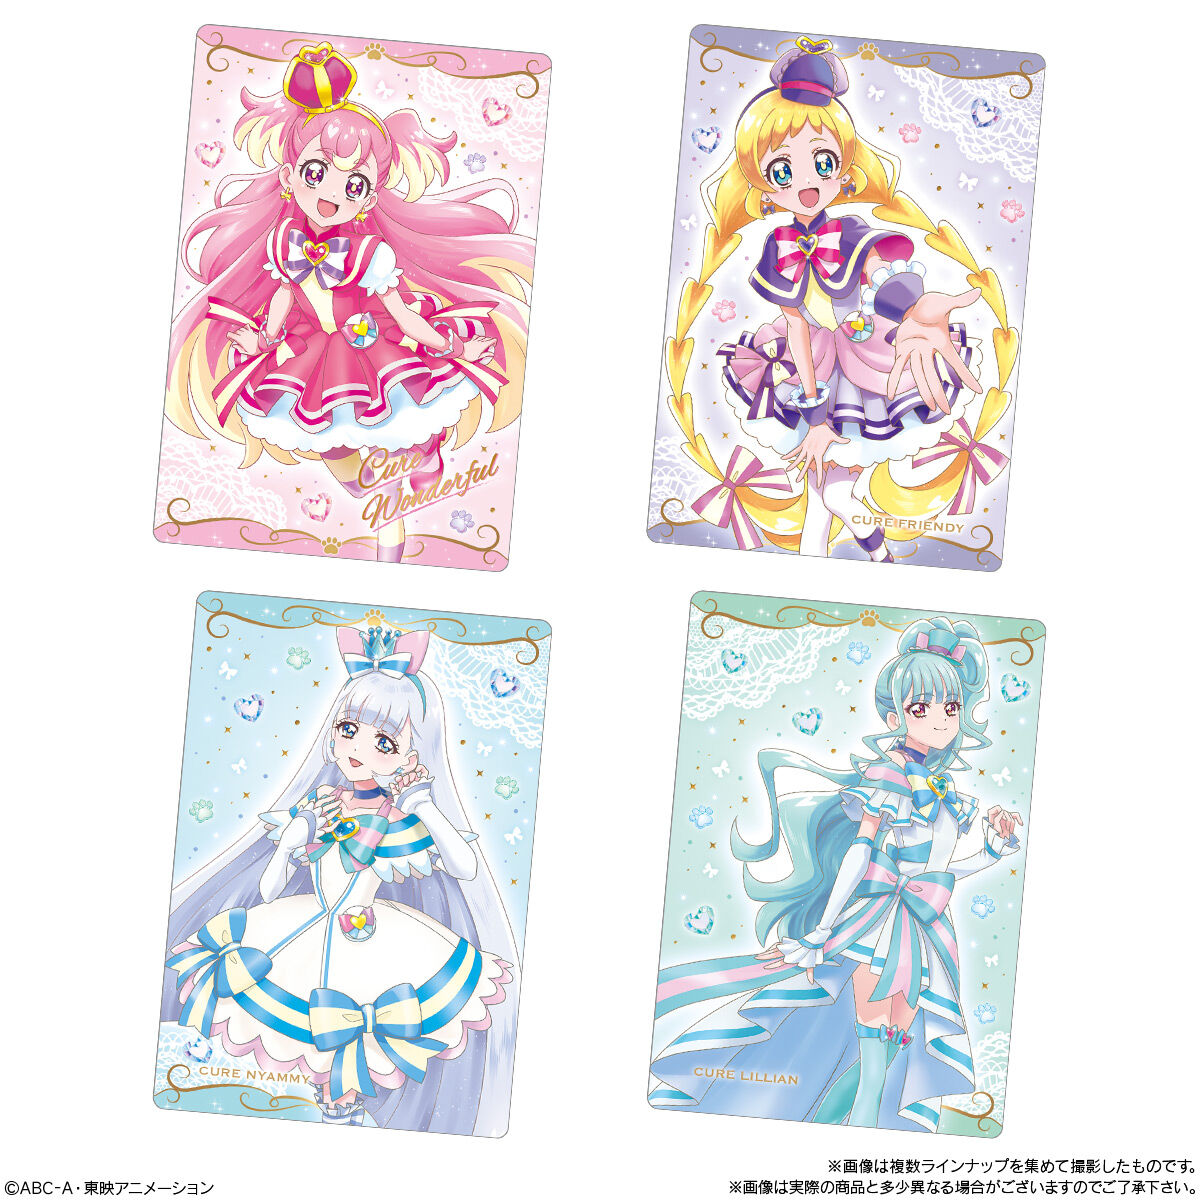 Cure
Wonderful
CURE FRIENDY
CURE NYAMMY
CURE LILLIAN
※画像は複数ラインナップを集めて撮影したものです。
©ABC-A・東映アニメーション
※画像は実際の商品と多少異なる場合がございますのでご了承下さい。